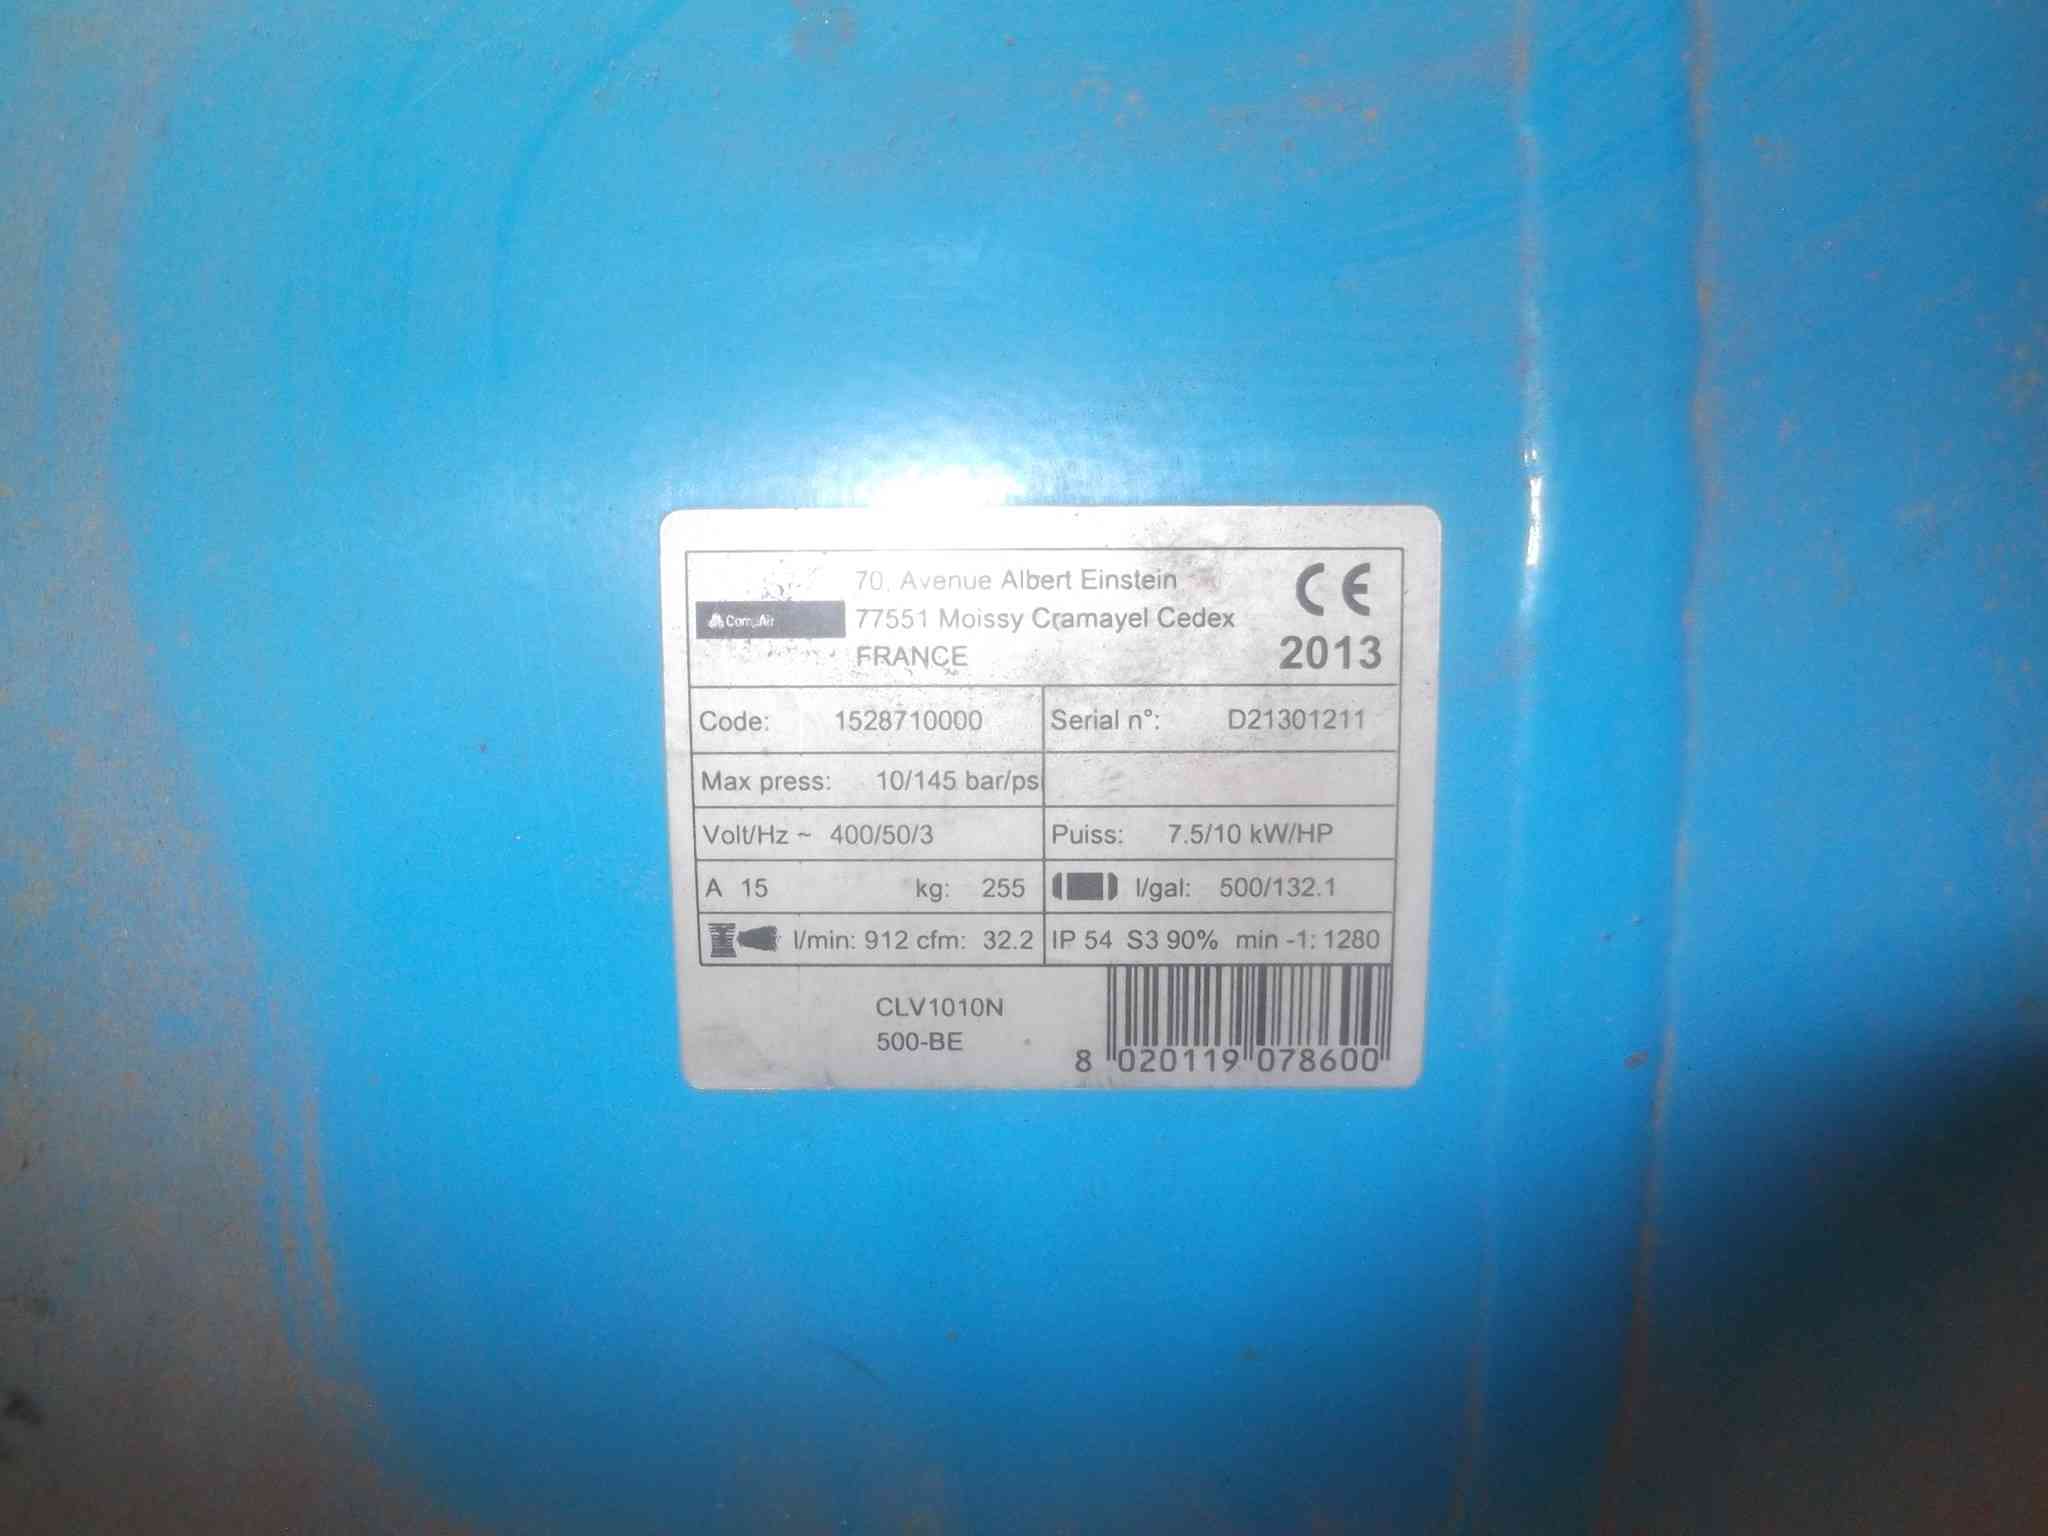 70, Avenue Albert Einstein
CompAir
77551 Moissy Cramayel Cedex
FRANCE
CE
2013
Code: 1528710000 Serial n°: D21301211
Max press: 10/145 bar/ps
Volt/Hz ~ 400/50/3 Puiss: 7.5/10 kW/HP
A 15 kg: 255 l/gal: 500/132.1
l/min: 912 cfm: 32.2 IP 54 S3 90% min -1: 1280
CLV1010N
500-BE
8 020119 078600